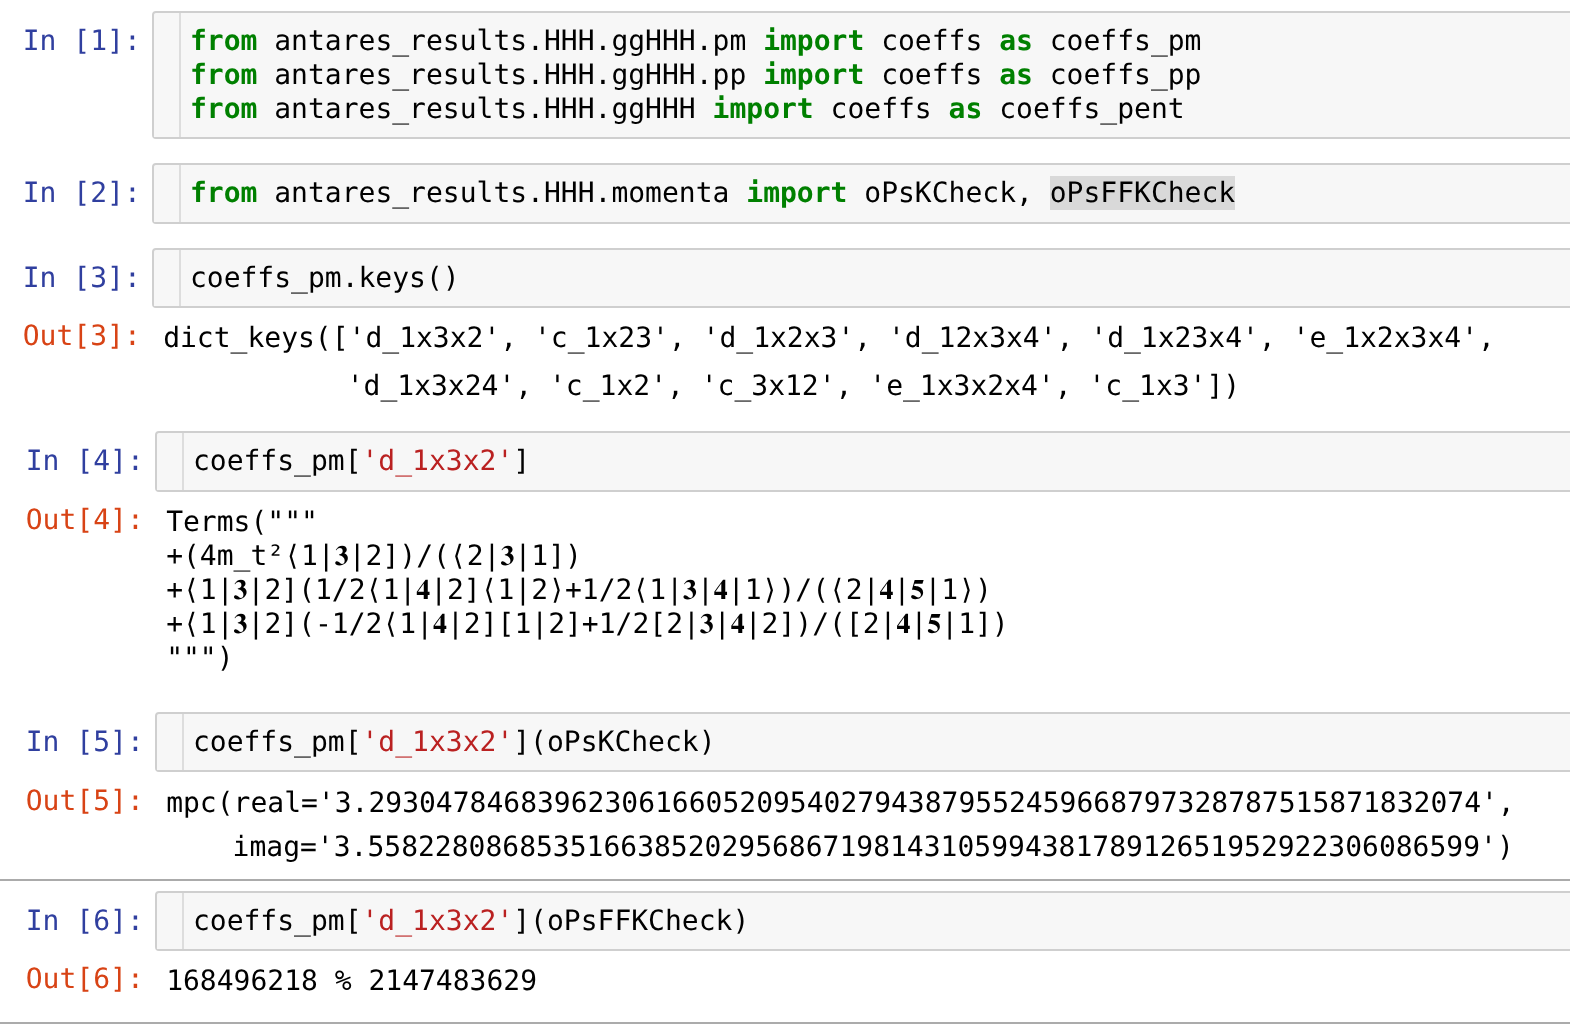 In [1]: from antares_results.HHH.ggHHH.pm import coeffs as coeffs_pm
from antares_results.HHH.ggHHH.pp import coeffs as coeffs_pp
from antares_results.HHH.ggHHH import coeffs as coeffs_pent
In [2]: from antares_results.HHH.momenta import oPsKCheck, oPsFFKCheck
In [3]: coeffs_pm.keys()
Out[3]: dict_keys(['d_1x3x2', 'c_1x23', 'd_1x2x3', 'd_12x3x4', 'd_1x23x4', 'e_1x2x3x4',
'd_1x3x24', 'c_1x2', 'c_3x12', 'e_1x3x2x4', 'c_1x3'])
In [4]: coeffs_pm['d_1x3x2']
Out[4]: Terms("""
+(4m_t²⟨1|𝟑|2])/(⟨2|𝟑|1])
+⟨1|𝟑|2](1/2⟨1|𝟒|2]⟨1|2⟩+1/2⟨1|𝟑|𝟒|1⟩)/(⟨2|𝟒|𝟓|1⟩)
+⟨1|𝟑|2](-1/2⟨1|𝟒|2][1|2]+1/2[2|𝟑|𝟒|2])/([2|𝟒|𝟓|1])
""")
In [5]: coeffs_pm['d_1x3x2'](oPsKCheck)
Out[5]: mpc(real='3.29304784683962306166052095402794387955245966879732878751587183​2074',
imag='3.55822808685351663852029568671981431059943817891265195292230608​6599')
In [6]: coeffs_pm['d_1x3x2'](oPsFFKCheck)
Out[6]: 168496218 % 2147483629